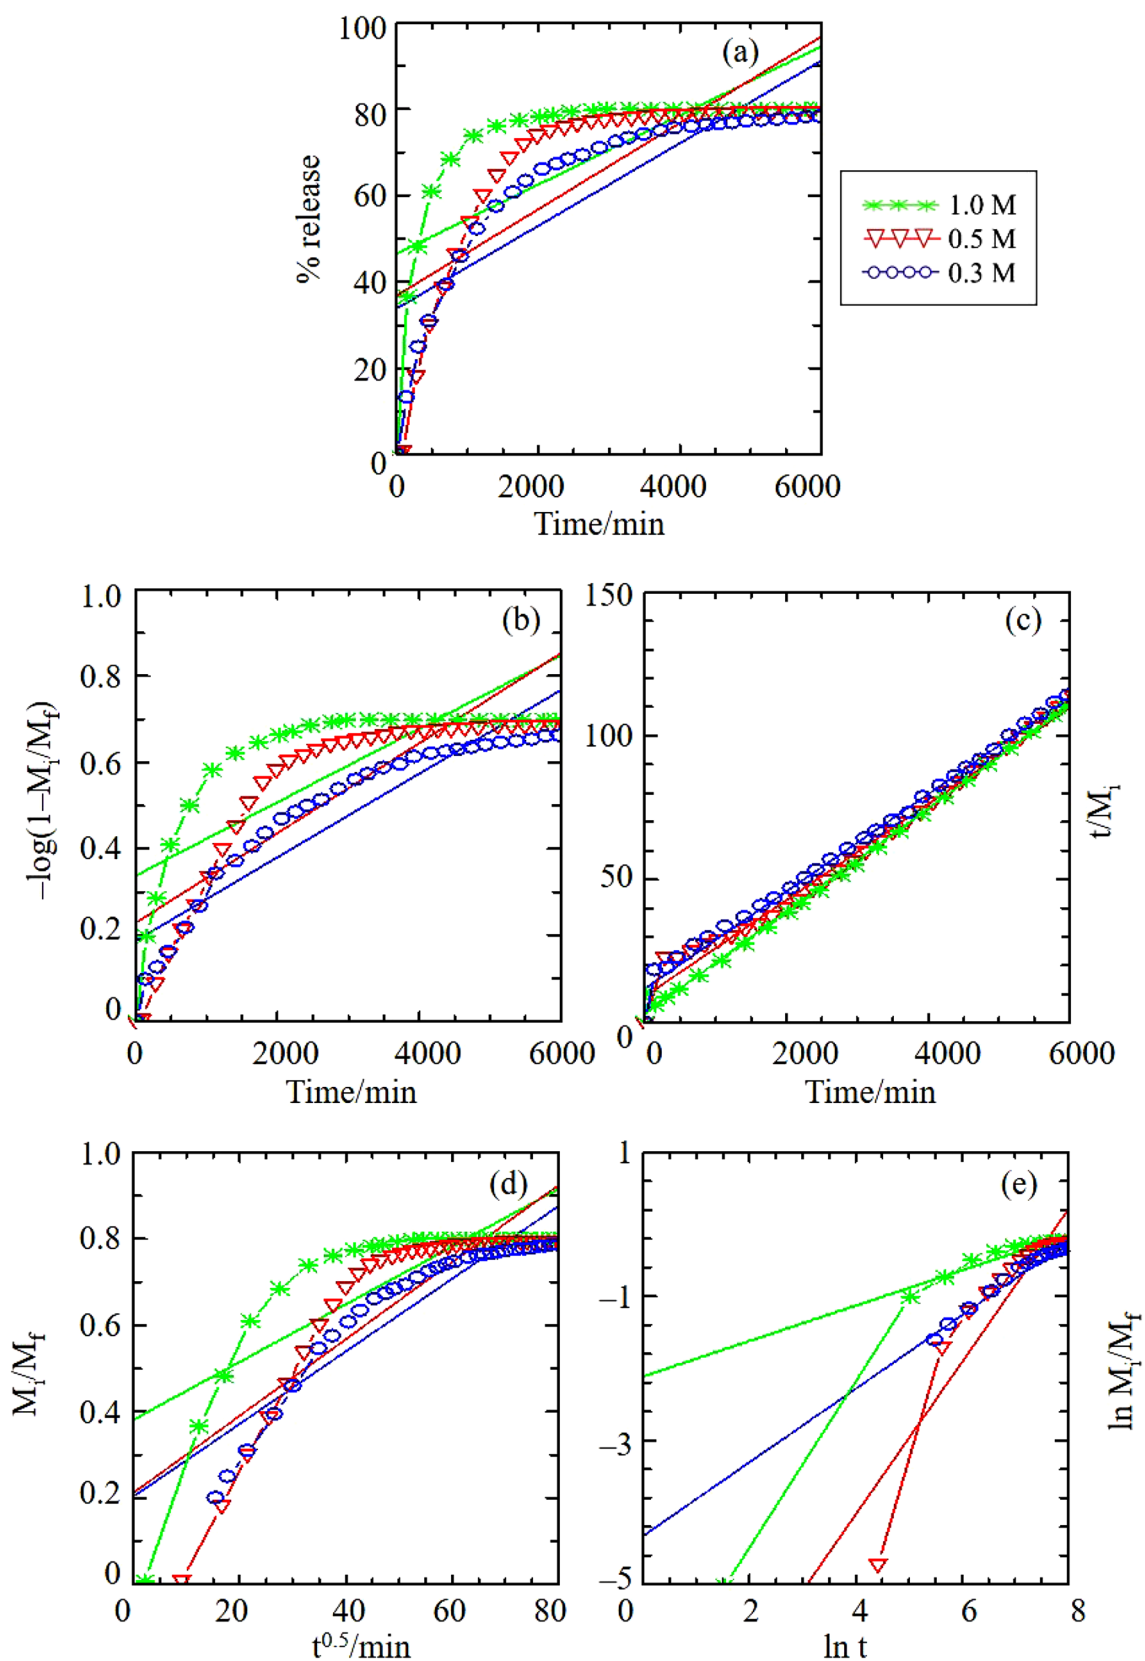 (a)
100
80
60
40
20
0
% release
0 2000 4000 6000
Time/min
1.0 M
0.5 M
0.3 M
(b)
1.0
0.8
0.6
0.4
0.2
0
–log(1–Mᵢ/M_f)
0 2000 4000 6000
Time/min
(c)
150
100
50
0
t/Mᵢ
0 2000 4000 6000
Time/min
(d)
1.0
0.8
0.6
0.4
0.2
0
Mᵢ/M_f
0 20 40 60 80
t⁰·⁵/min
(e)
1
–1
–3
–5
ln Mᵢ/M_f
0 2 4 6 8
ln t